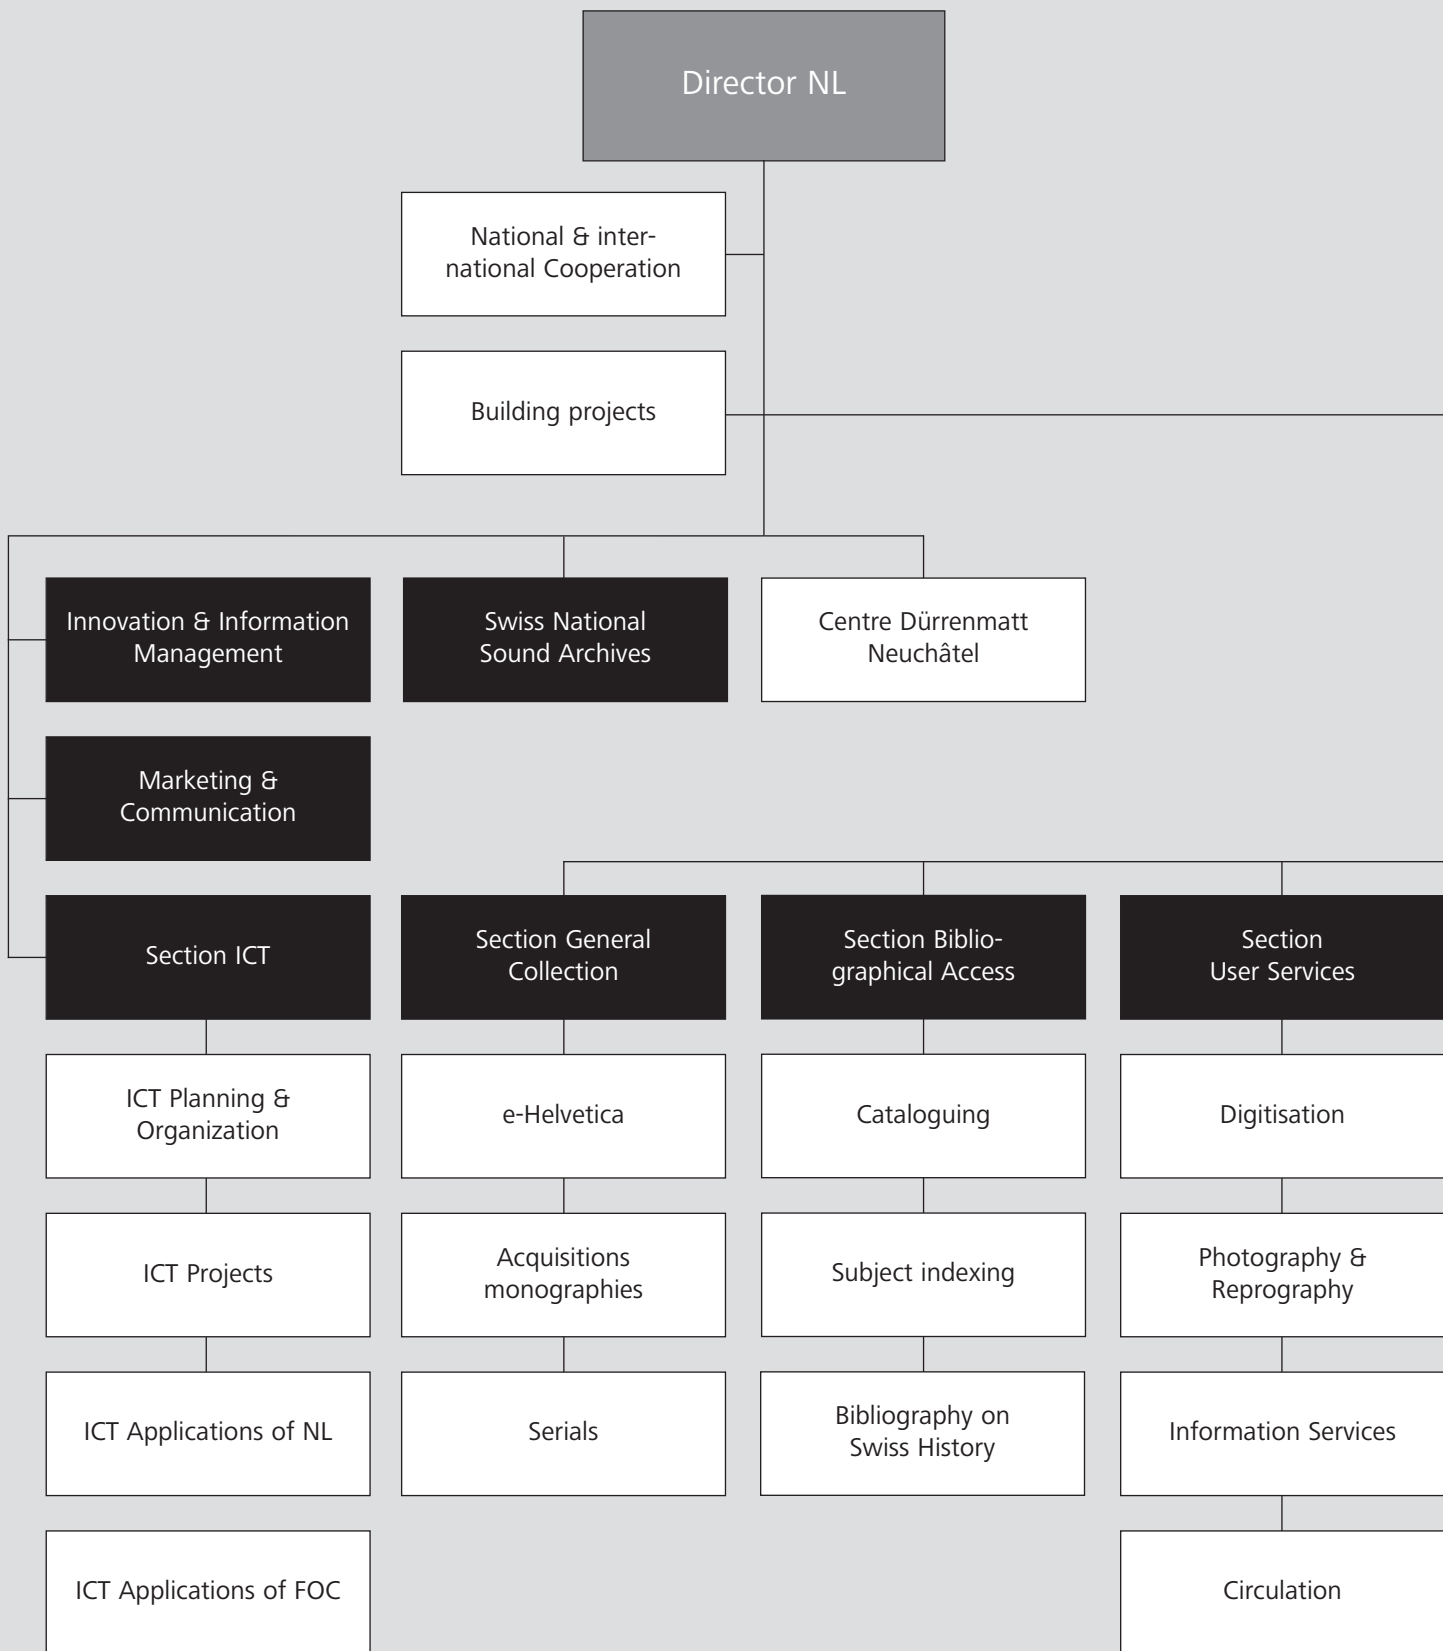 Director NL
National & inter-
national Cooperation
Building projects
Innovation & Information
Management
Swiss National
Sound Archives
Centre Dürrenmatt
Neuchâtel
Marketing &
Communication
Section ICT
Section General
Collection
Section Biblio-
graphical Access
Section
User Services
ICT Planning &
Organization
e-Helvetica
Cataloguing
Digitisation
ICT Projects
Acquisitions
monographies
Subject indexing
Photography &
Reprography
ICT Applications of NL
Serials
Bibliography on
Swiss History
Information Services
ICT Applications of FOC
Circulation